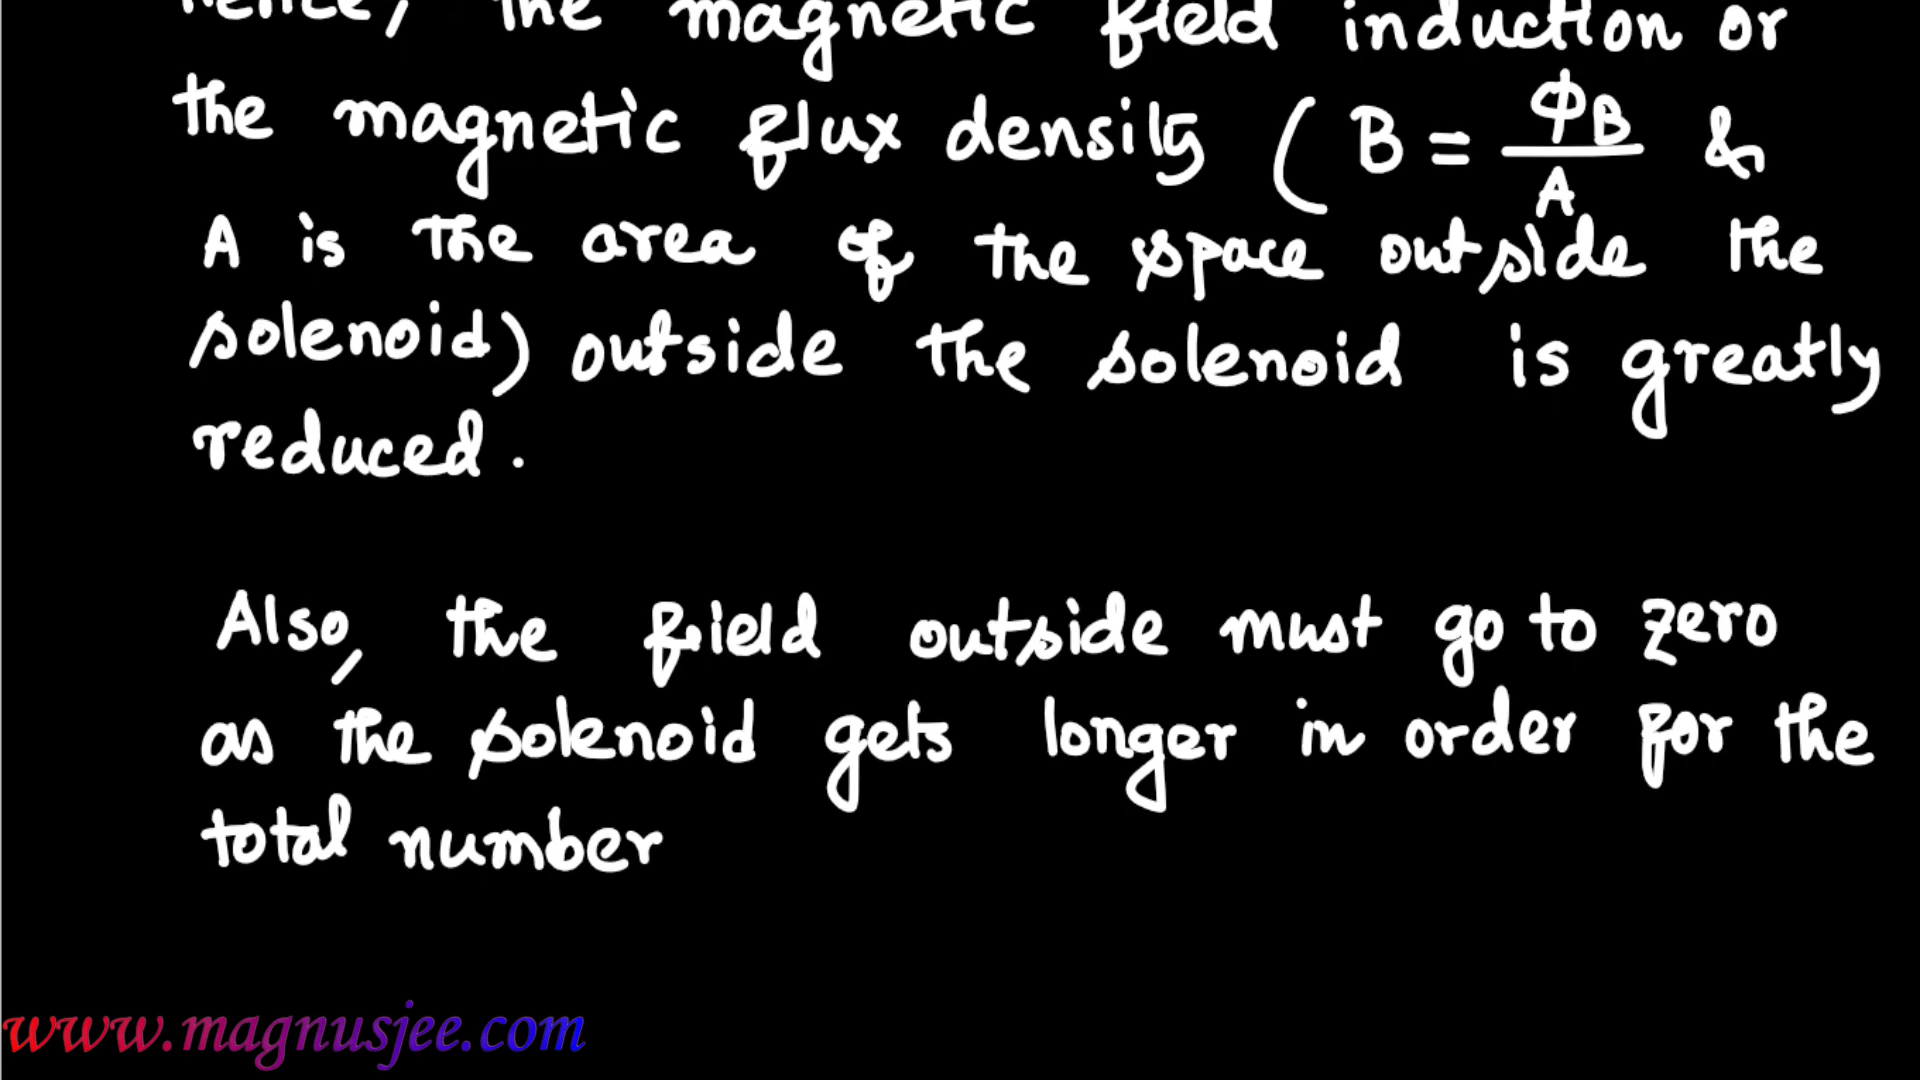 hence, the magnetic field induction or
the magnetic flux density ( B = ΦB/A &
A is the area of the space outside the
solenoid) outside the solenoid is greatly
reduced.
Also, the field outside must go to zero
as the solenoid gets longer in order for the
total number
www.magnusjee.com